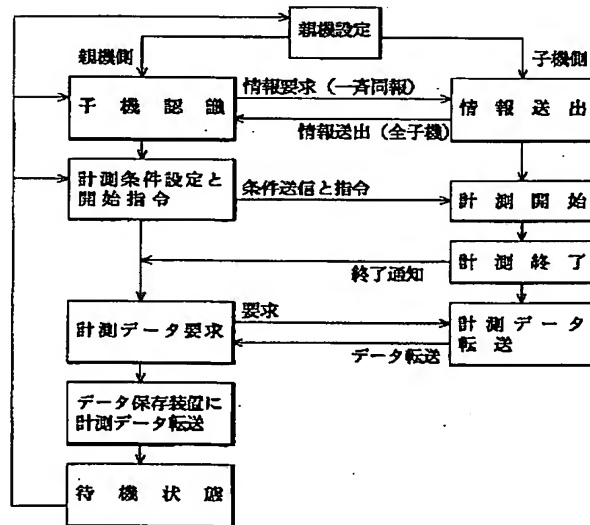 親機設定
親機側
子機側
子機認識
情報要求(一斉同報)
情報送出
情報送出(全子機)
計測条件設定と
開始指令
条件送信と指令
計測開始
計測終了
終了通知
計測データ要求
要求
計測データ
転送
データ転送
データ保存装置に
計測データ転送
待機状態